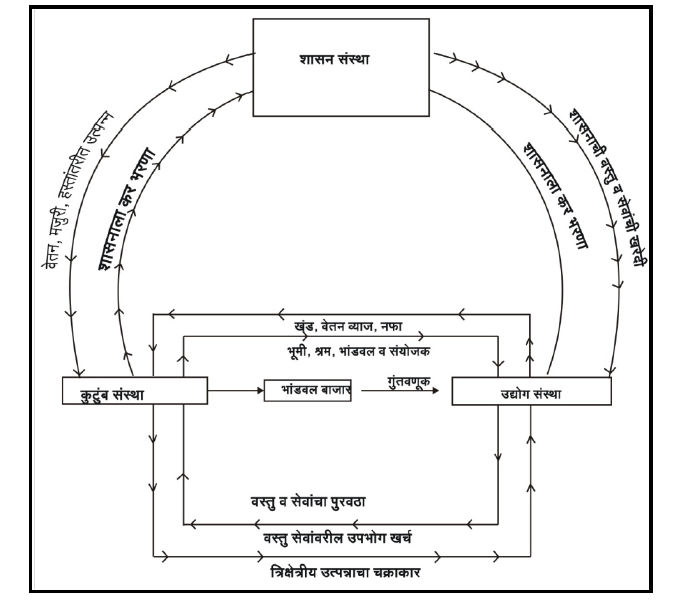 शासन संस्था
वेतन, मजुरी, हस्तांतरीत उत्पन्न
शासनाला कर भरणा
शासनाला कर भरणा
शासनाची वस्तु व सेवांची खरेदी
खंड, वेतन व्याज, नफा
भूमी, श्रम, भांडवल व संयोजक
कुटुंब संस्था
भांडवल बाजार
गुंतवणूक
उद्योग संस्था
वस्तु व सेवांचा पुरवठा
वस्तु सेवांवरील उपभोग खर्च
त्रिक्षेत्रीय उत्पन्नाचा चक्राकार